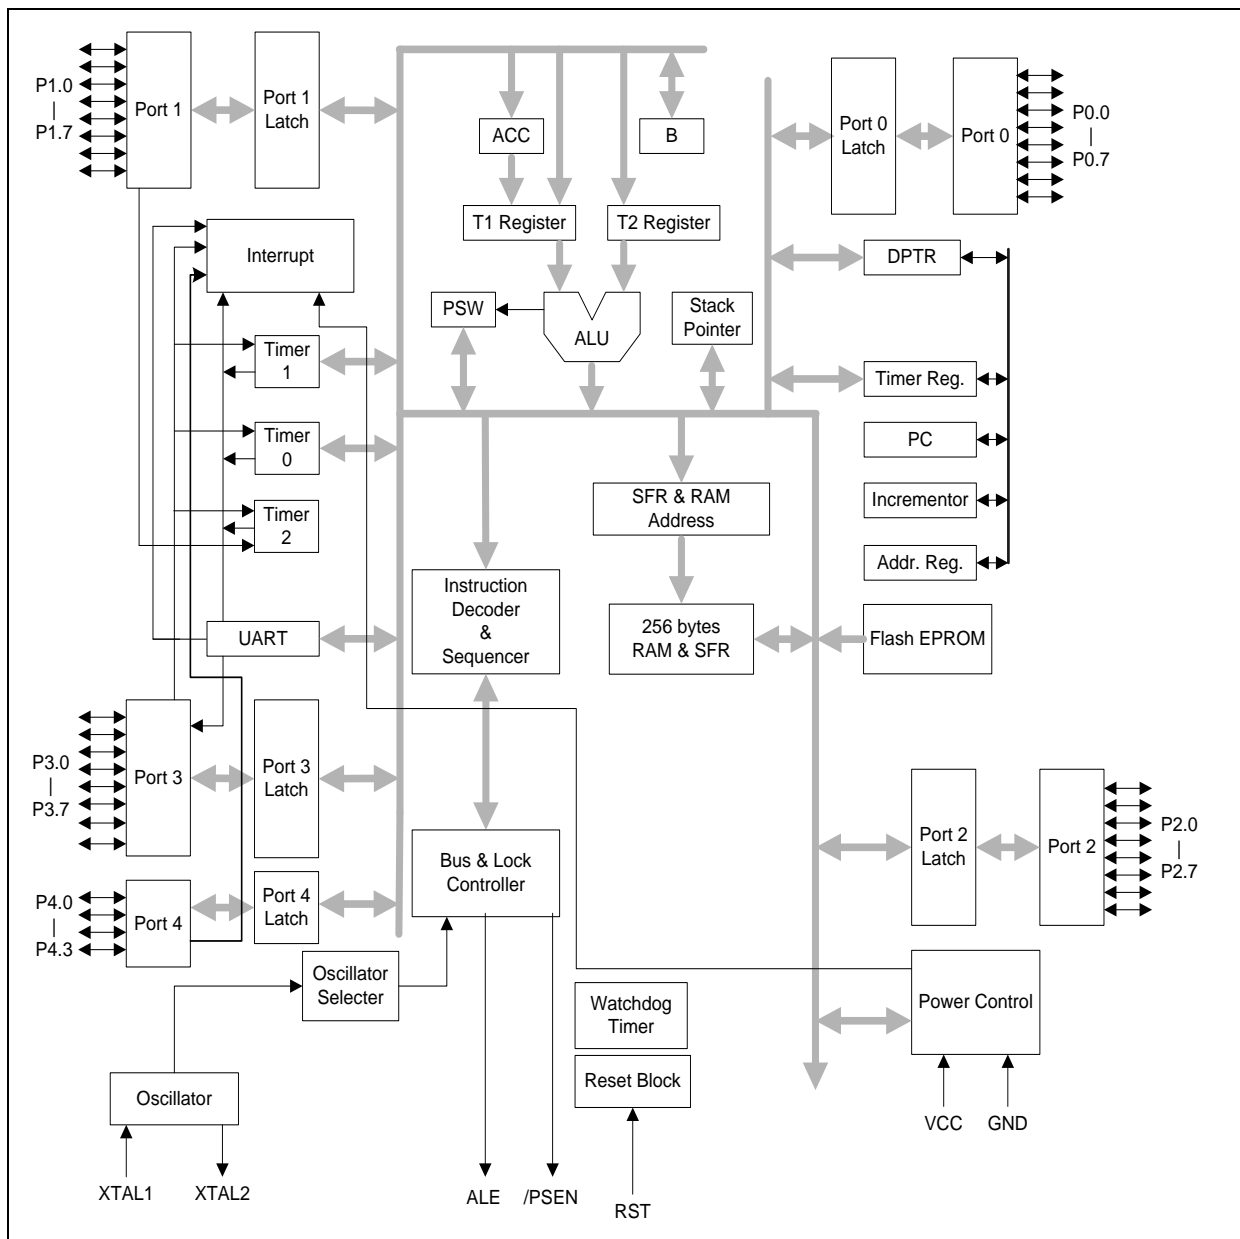 P1.0
|
P1.7
Port 1
Port 1
Latch
ACC
B
Port 0
Latch
Port 0
P0.0
|
P0.7
T1 Register
T2 Register
Interrupt
DPTR
PSW
ALU
Stack
Pointer
Timer
1
Timer Reg.
Timer
0
PC
SFR & RAM
Address
Incrementor
Timer
2
Addr. Reg.
Instruction
Decoder
&
Sequencer
UART
256 bytes
RAM & SFR
Flash EPROM
P3.0
|
P3.7
Port 3
Port 3
Latch
Port 2
Latch
Port 2
P2.0
|
P2.7
Bus & Lock
Controller
P4.0
|
P4.3
Port 4
Port 4
Latch
Oscillator
Selecter
Watchdog
Timer
Power Control
Reset Block
Oscillator
VCC
GND
XTAL1
XTAL2
ALE
/PSEN
RST